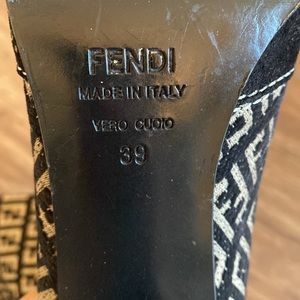 FENDI
MADE IN ITALY
VERO CUOIO
39